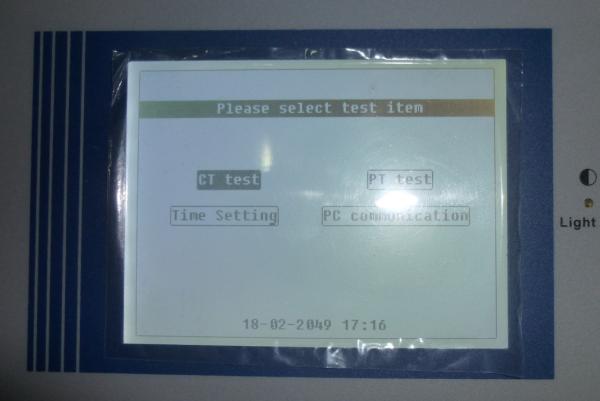 Please select test item
CT test
PT test
Time Setting
PC communication
Light
18-02-2049 17:16